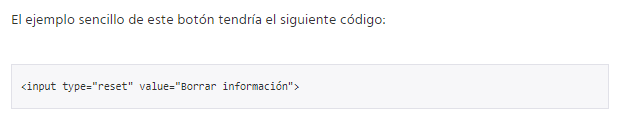 El ejemplo sencillo de este botón tendría el siguiente código:
<input type="reset" value="Borrar información">